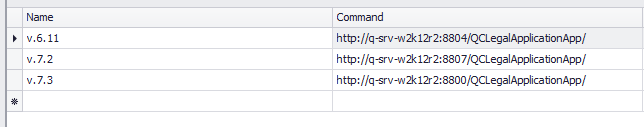 Name Command
v.6.11 http://q-srv-w2k12r2:8804/QCLegalApplicationApp/
v.7.2 http://q-srv-w2k12r2:8807/QCLegalApplicationApp/
v.7.3 http://q-srv-w2k12r2:8800/QCLegalApplicationApp/